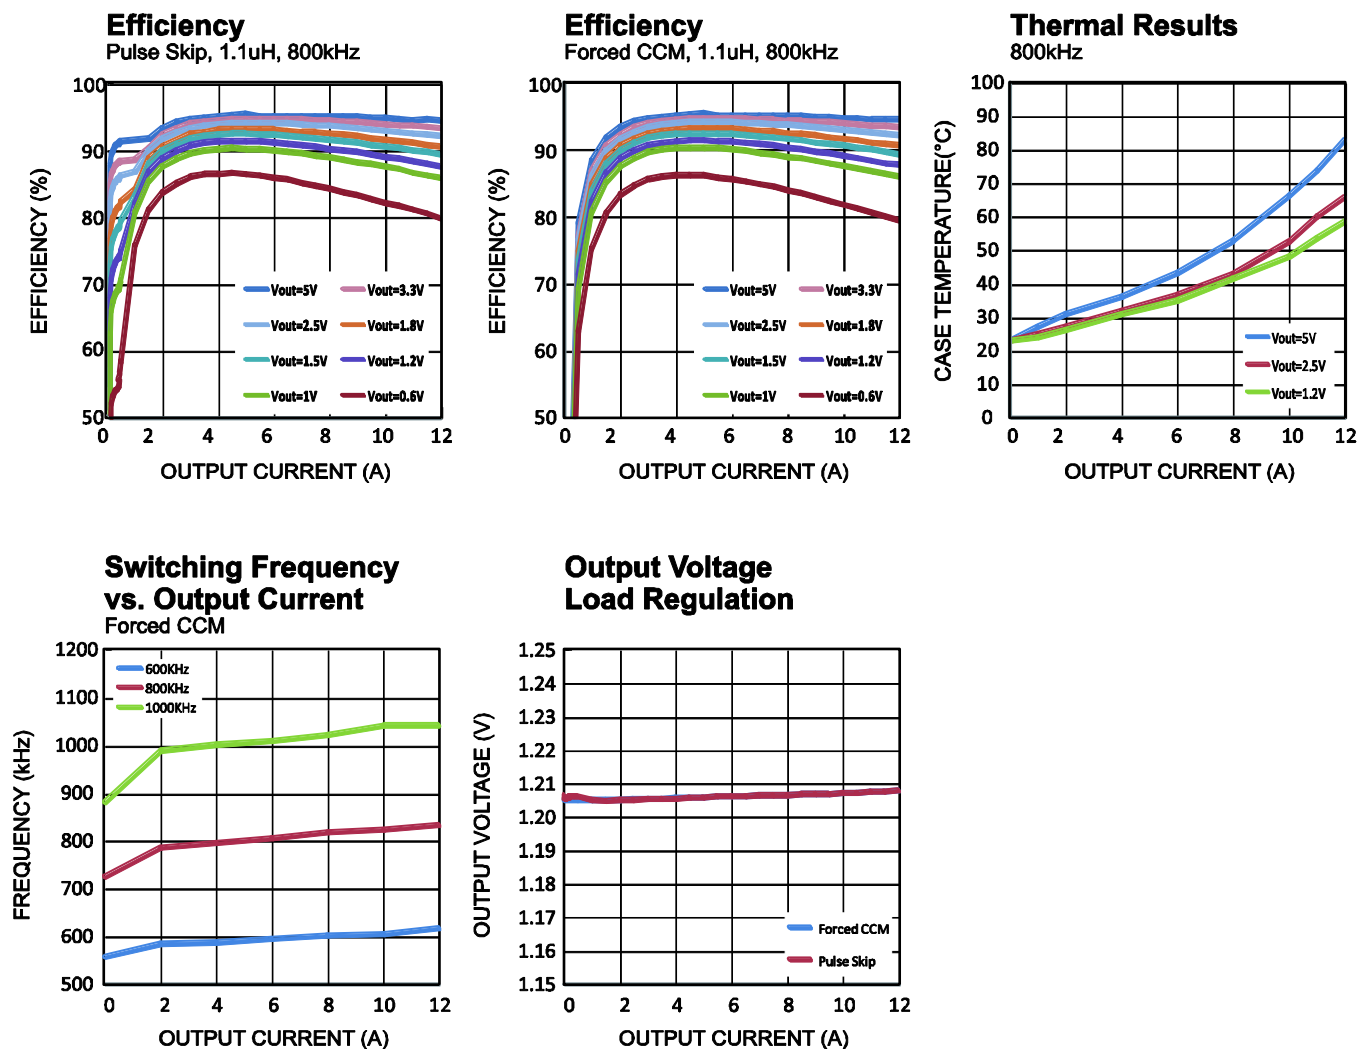 Efficiency
Pulse Skip, 1.1uH, 800kHz
100
90
80
70
60
50
EFFICIENCY (%)
Vout=5V
Vout=3.3V
Vout=2.5V
Vout=1.8V
Vout=1.5V
Vout=1.2V
Vout=1V
Vout=0.6V
0 2 4 6 8 10 12
OUTPUT CURRENT (A)
Efficiency
Forced CCM, 1.1uH, 800kHz
100
90
80
70
60
50
EFFICIENCY (%)
Vout=5V
Vout=3.3V
Vout=2.5V
Vout=1.8V
Vout=1.5V
Vout=1.2V
Vout=1V
Vout=0.6V
0 2 4 6 8 10 12
OUTPUT CURRENT (A)
Thermal Results
800kHz
100
90
80
70
60
50
40
30
20
10
0
CASE TEMPERATURE(°C)
Vout=5V
Vout=2.5V
Vout=1.2V
0 2 4 6 8 10 12
OUTPUT CURRENT (A)
Switching Frequency
vs. Output Current
Forced CCM
1200
1100
1000
900
800
700
600
500
FREQUENCY (kHz)
600KHz
800KHz
1000KHz
0 2 4 6 8 10 12
OUTPUT CURRENT (A)
Output Voltage
Load Regulation
1.25
1.24
1.23
1.22
1.21
1.20
1.19
1.18
1.17
1.16
1.15
OUTPUT VOLTAGE (V)
Forced CCM
Pulse Skip
0 2 4 6 8 10 12
OUTPUT CURRENT (A)